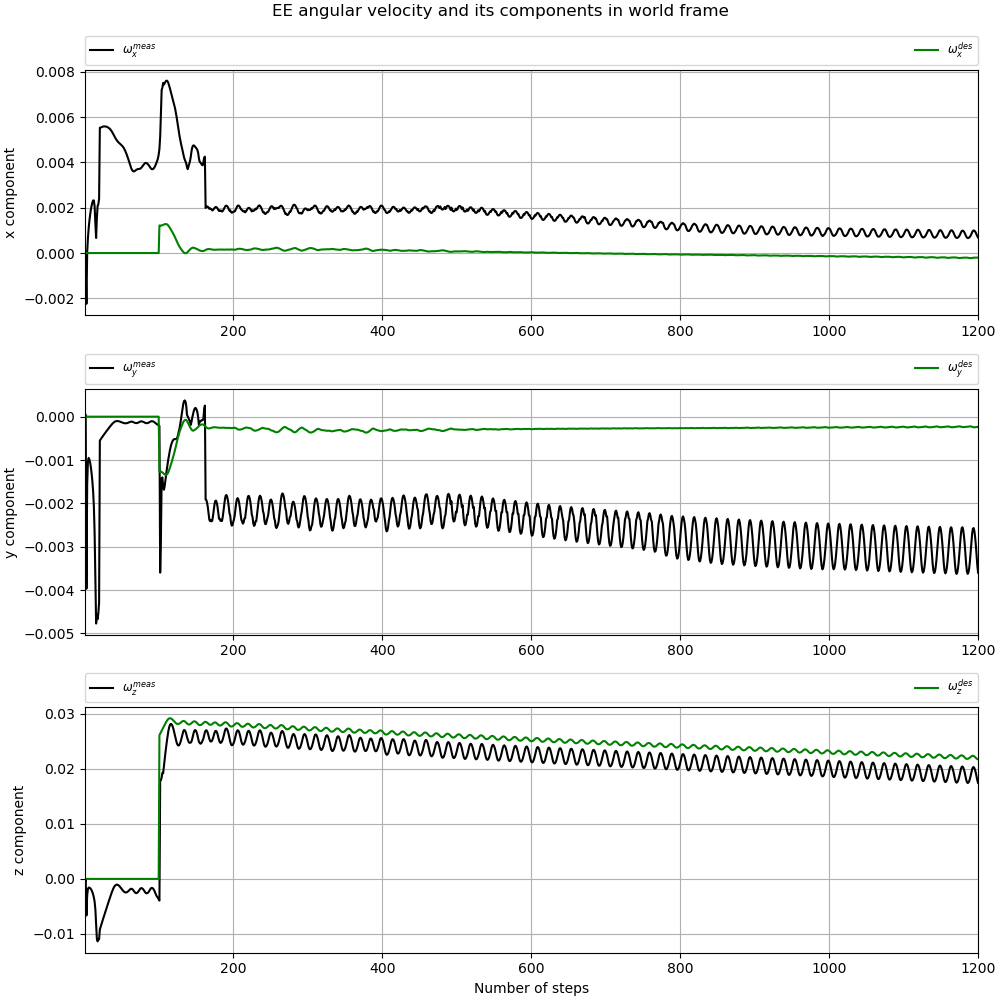 EE angular velocity and its components in world frame
ω_x^meas ω_x^des
0.008
0.006
0.004
0.002
0.000
−0.002
x component
200 400 600 800 1000 1200
ω_y^meas ω_y^des
0.000
−0.001
−0.002
−0.003
−0.004
−0.005
y component
200 400 600 800 1000 1200
ω_z^meas ω_z^des
0.03
0.02
0.01
0.00
−0.01
z component
200 400 600 800 1000 1200
Number of steps